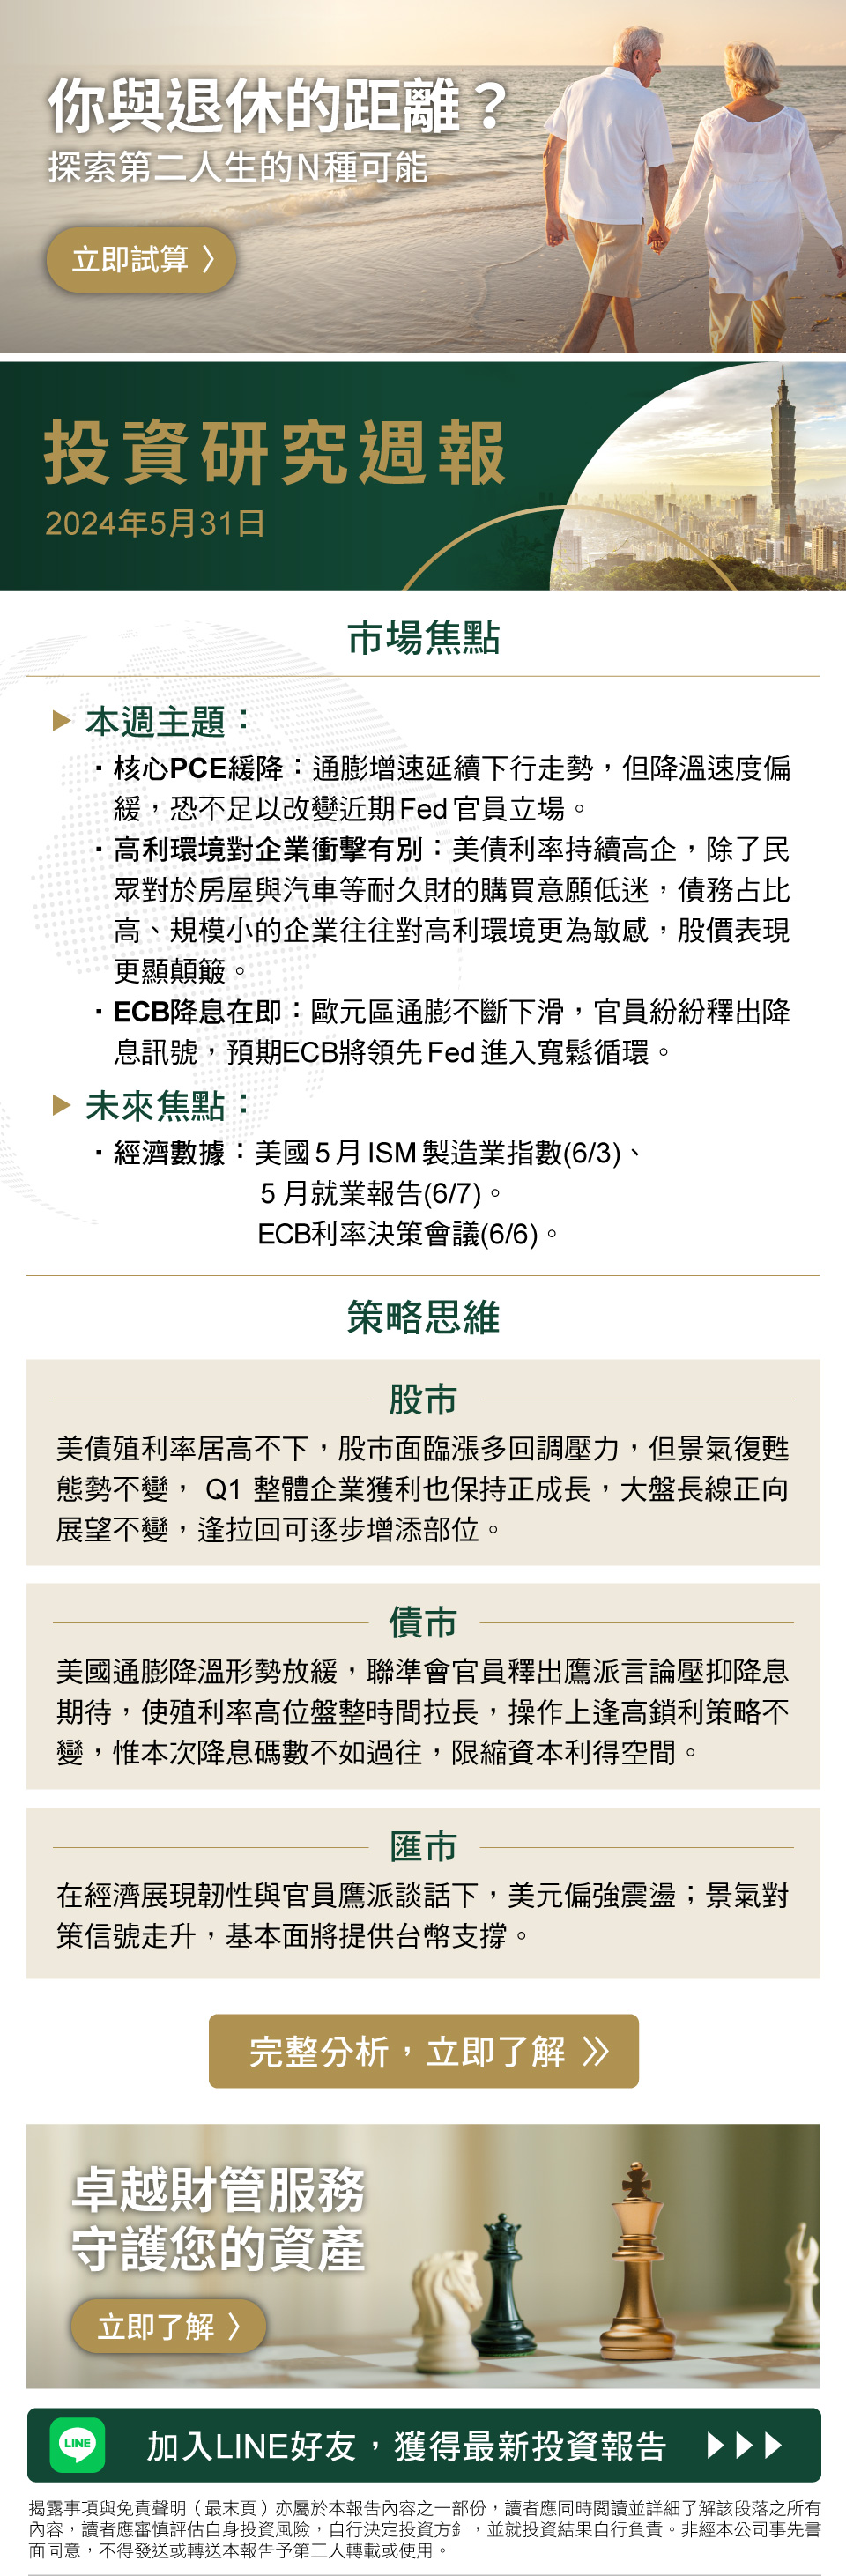 你與退休的距離？
探索第二人生的N種可能
立即試算 〉
投資研究週報
2024年5月31日
市場焦點
▶ 本週主題：
・核心PCE緩降：通膨增速延續下行走勢，但降溫速度偏
緩，恐不足以改變近期 Fed 官員立場。
・高利環境對企業衝擊有別：美債利率持續高企，除了民
眾對於房屋與汽車等耐久財的購買意願低迷，債務占比
高、規模小的企業往往對高利環境更為敏感，股價表現
更顯顛簸。
・ECB降息在即：歐元區通膨不斷下滑，官員紛紛釋出降
息訊號，預期ECB將領先 Fed 進入寬鬆循環。
▶ 未來焦點：
・經濟數據：美國 5 月 ISM 製造業指數(6/3)、
5 月就業報告(6/7)。
ECB利率決策會議(6/6)。
策略思維
股市
美債殖利率居高不下，股市面臨漲多回調壓力，但景氣復甦
態勢不變， Q1 整體企業獲利也保持正成長，大盤長線正向
展望不變，逢拉回可逐步增添部位。
債市
美國通膨降溫形勢放緩，聯準會官員釋出鷹派言論壓抑降息
期待，使殖利率高位盤整時間拉長，操作上逢高鎖利策略不
變，惟本次降息碼數不如過往，限縮資本利得空間。
匯市
在經濟展現韌性與官員鷹派談話下，美元偏強震盪；景氣對
策信號走升，基本面將提供台幣支撐。
完整分析，立即了解 》
卓越財管服務
守護您的資產
立即了解 〉
LINE 加入LINE好友，獲得最新投資報告 ▶▶▶
揭露事項與免責聲明（最末頁）亦屬於本報告內容之一部份，讀者應同時閱讀並詳細了解該段落之所有
內容，讀者應審慎評估自身投資風險，自行決定投資方針，並就投資結果自行負責。非經本公司事先書
面同意，不得發送或轉送本報告予第三人轉載或使用。